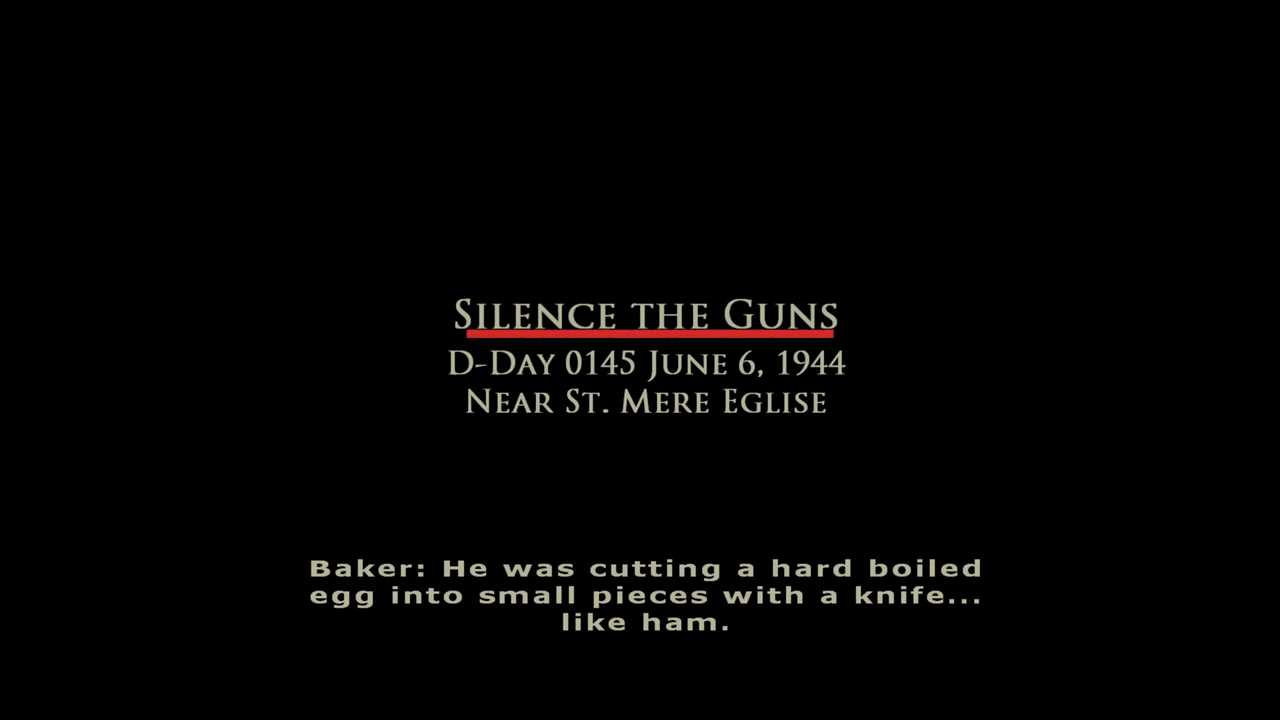 Silence the Guns
D-Day 0145 June 6, 1944
Near St. Mere Eglise
Baker: He was cutting a hard boiled
egg into small pieces with a knife...
like ham.